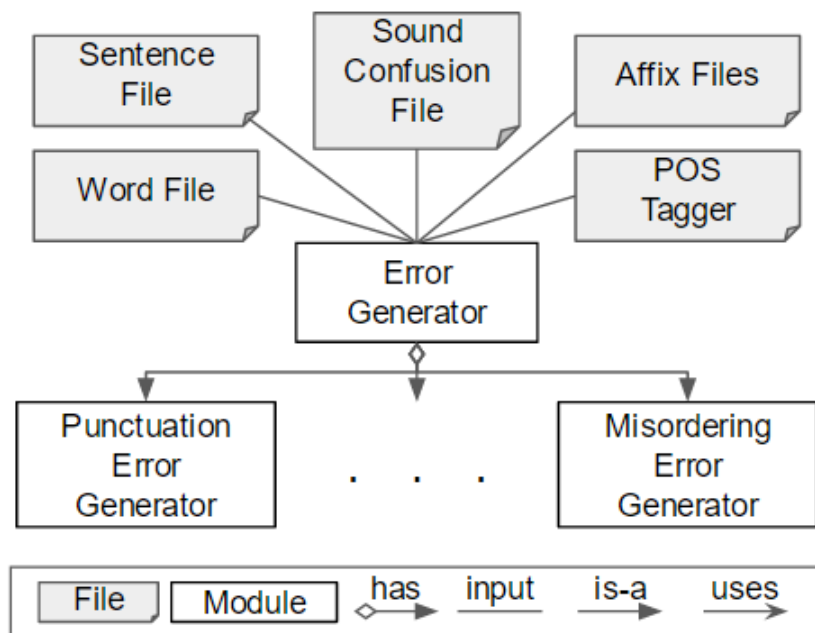 Sentence
File
Sound
Confusion
File
Affix Files
Word File
POS
Tagger
Error
Generator
Punctuation
Error
Generator
. . .
Misordering
Error
Generator
File
Module
has
input
is-a
uses